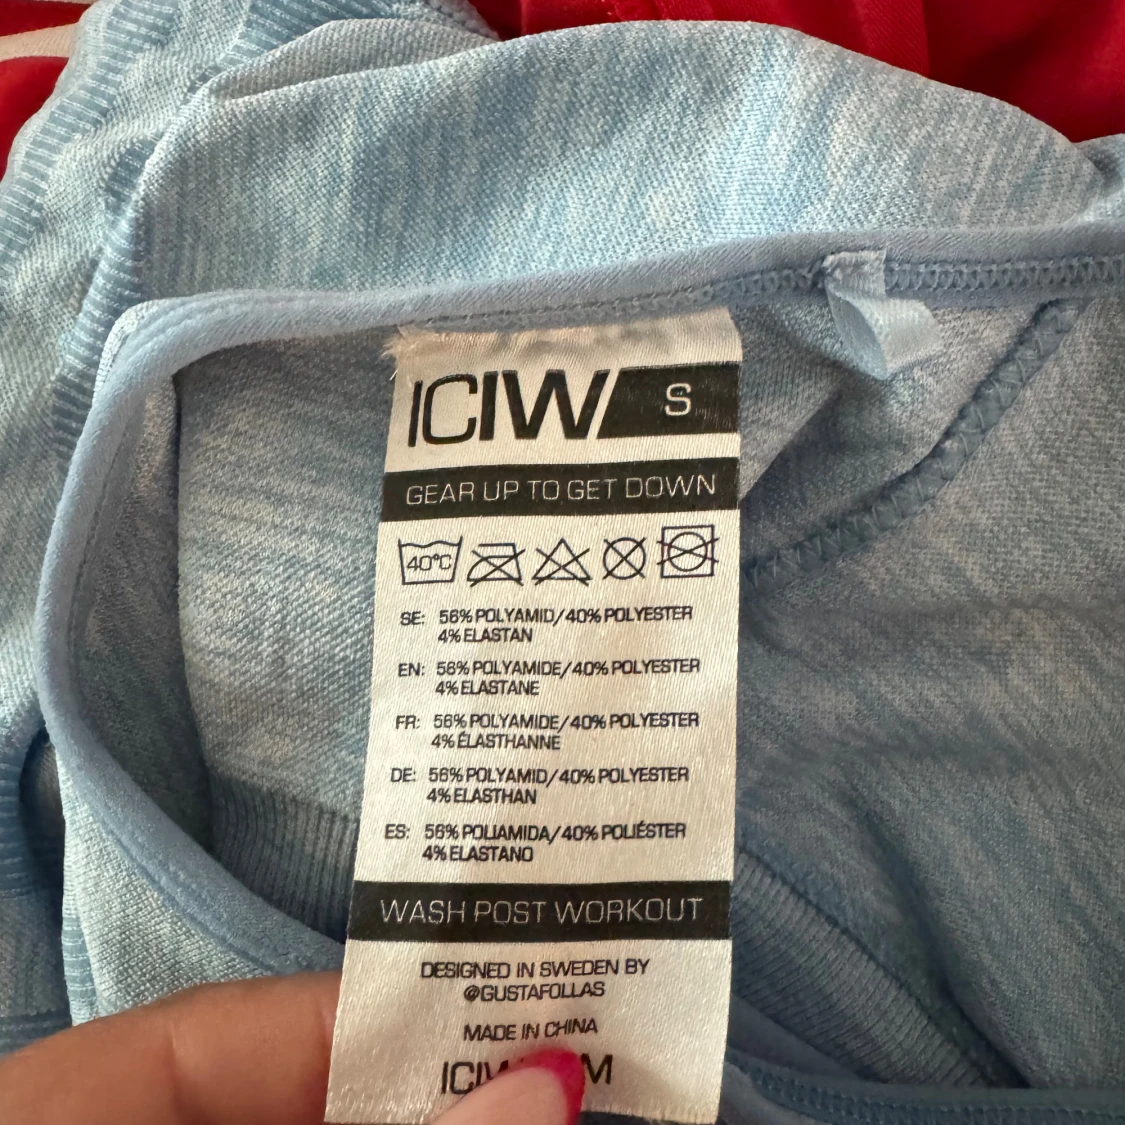 ICIW S
GEAR UP TO GET DOWN
40°C
SE: 56% POLYAMID/40% POLYESTER
4% ELASTAN
EN: 56% POLYAMIDE/40% POLYESTER
4% ELASTANE
FR: 56% POLYAMIDE/40% POLYESTER
4% ÉLASTHANNE
DE: 56% POLYAMID/40% POLYESTER
4% ELASTHAN
ES: 56% POLIAMIDA/40% POLIÉSTER
4% ELASTANO
WASH POST WORKOUT
DESIGNED IN SWEDEN BY
@GUSTAFOLLAS
MADE IN CHINA